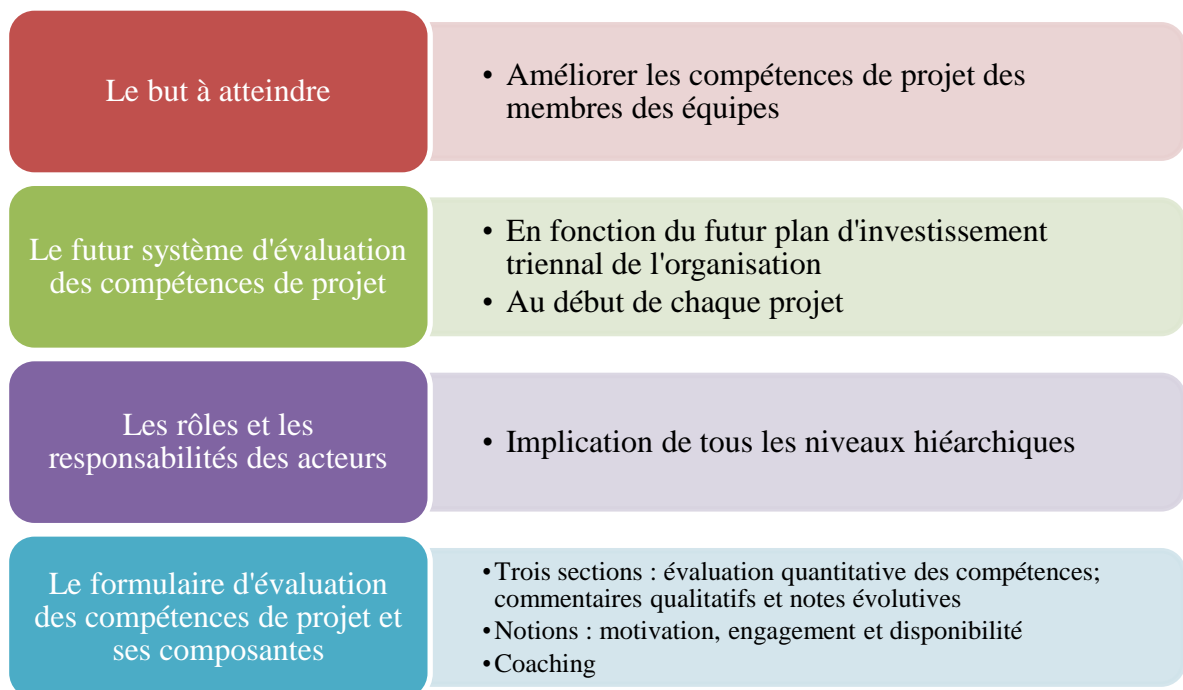 Le but à atteindre
• Améliorer les compétences de projet des
membres des équipes
Le futur système d'évaluation
des compétences de projet
• En fonction du futur plan d'investissement
triennal de l'organisation
• Au début de chaque projet
Les rôles et les
responsabilités des acteurs
• Implication de tous les niveaux hiéarchiques
Le formulaire d'évaluation
des compétences de projet et
ses composantes
•Trois sections : évaluation quantitative des compétences;
commentaires qualitatifs et notes évolutives
•Notions : motivation, engagement et disponibilité
•Coaching